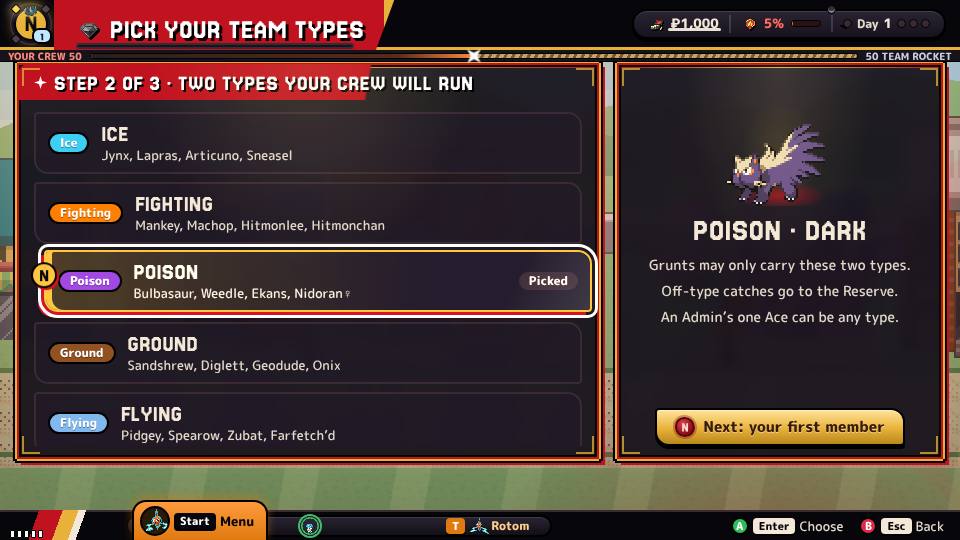 N
1
PICK YOUR TEAM TYPES
₽1,000
5%
Day 1
YOUR CREW 50
50 TEAM ROCKET
STEP 2 OF 3 · TWO TYPES YOUR CREW WILL RUN
Ice
ICE
Jynx, Lapras, Articuno, Sneasel
Fighting
FIGHTING
Mankey, Machop, Hitmonlee, Hitmonchan
N
Poison
POISON
Bulbasaur, Weedle, Ekans, Nidoran♀
Picked
Ground
GROUND
Sandshrew, Diglett, Geodude, Onix
Flying
FLYING
Pidgey, Spearow, Zubat, Farfetch’d
POISON · DARK
Grunts may only carry these two types.
Off-type catches go to the Reserve.
An Admin’s one Ace can be any type.
N Next: your first member
Start Menu
T Rotom
A Enter Choose
B Esc Back